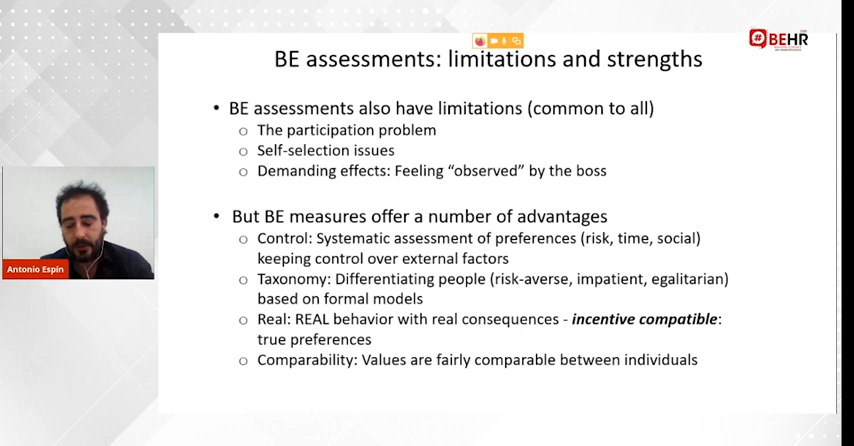 #BEHR
BE assessments: limitations and strengths
• BE assessments also have limitations (common to all)
o The participation problem
o Self-selection issues
o Demanding effects: Feeling “observed” by the boss
• But BE measures offer a number of advantages
o Control: Systematic assessment of preferences (risk, time, social)
keeping control over external factors
o Taxonomy: Differentiating people (risk-averse, impatient, egalitarian)
based on formal models
o Real: REAL behavior with real consequences - incentive compatible:
true preferences
o Comparability: Values are fairly comparable between individuals
Antonio Espín